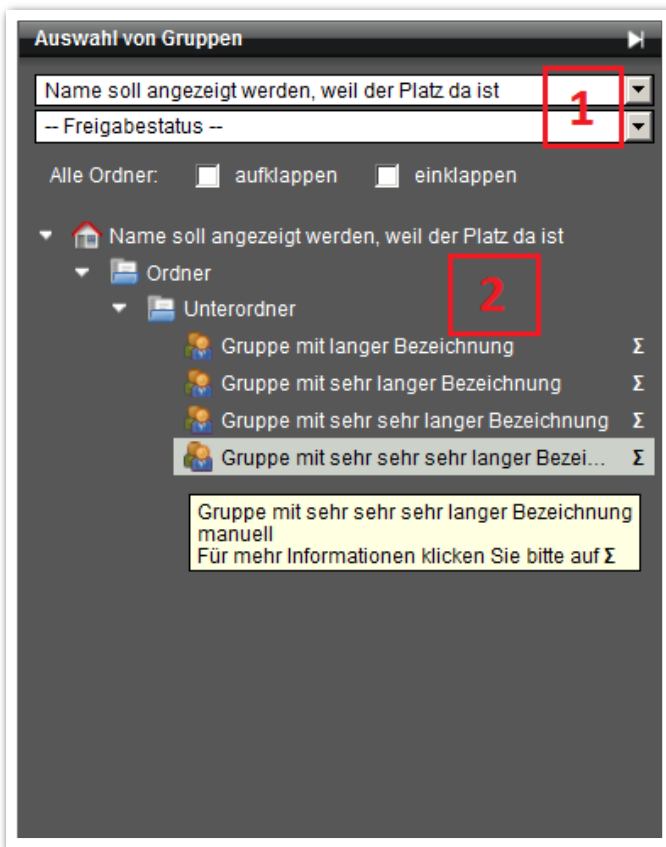 Auswahl von Gruppen
Name soll angezeigt werden, weil der Platz da ist
1
-- Freigabestatus --
Alle Ordner: aufklappen einklappen
Name soll angezeigt werden, weil der Platz da ist
Ordner
2
Unterordner
Gruppe mit langer Bezeichnung Σ
Gruppe mit sehr langer Bezeichnung Σ
Gruppe mit sehr sehr langer Bezeichnung Σ
Gruppe mit sehr sehr sehr langer Bezei... Σ
Gruppe mit sehr sehr sehr langer Bezeichnung
manuell
Für mehr Informationen klicken Sie bitte auf Σ